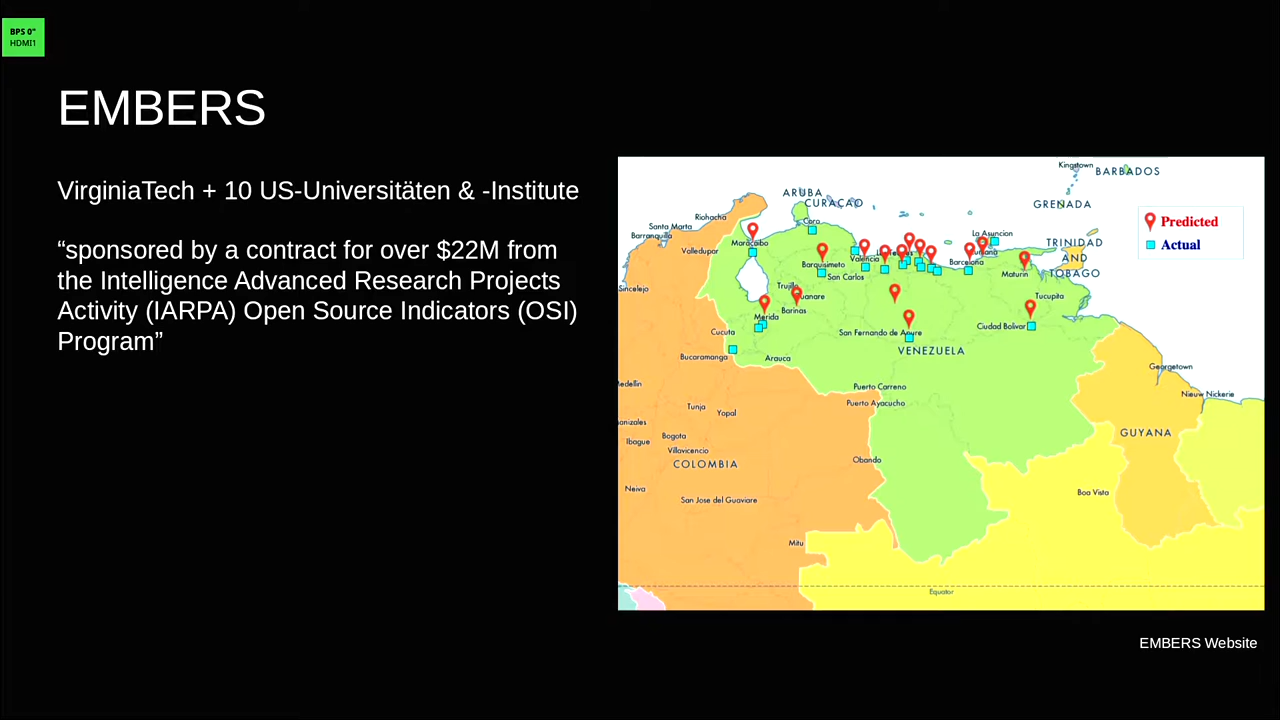 BPS 0"
HDMI1
EMBERS
VirginiaTech + 10 US-Universitäten & -Institute
“sponsored by a contract for over $22M from
the Intelligence Advanced Research Projects
Activity (IARPA) Open Source Indicators (OSI)
Program”
Kingstown
BARBADOS
ARUBA
CURAÇAO
GRENADA
Riohacha
Coro
Predicted
Santa Marta
Barranquilla
Maracaibo
La Asuncion
TRINIDAD
AND
TOBAGO
Actual
Valledupar
Valencia
Barquisimeto
Barcelona
Maturin
San Carlos
Sincelejo
Trujillo
Tucupita
Barinas
Merida
Cucuta
San Fernando de Apure
Ciudad Bolivar
VENEZUELA
Bucaramanga
Arauca
Georgetown
Puerto Carreno
Nieuw Nickerie
Puerto Ayacucho
Tunja
Yopal
GUYANA
Bogota
Ibague
Villavicencio
COLOMBIA
Obando
Neiva
San Jose del Guaviare
Boa Vista
Mitu
Equator
EMBERS Website